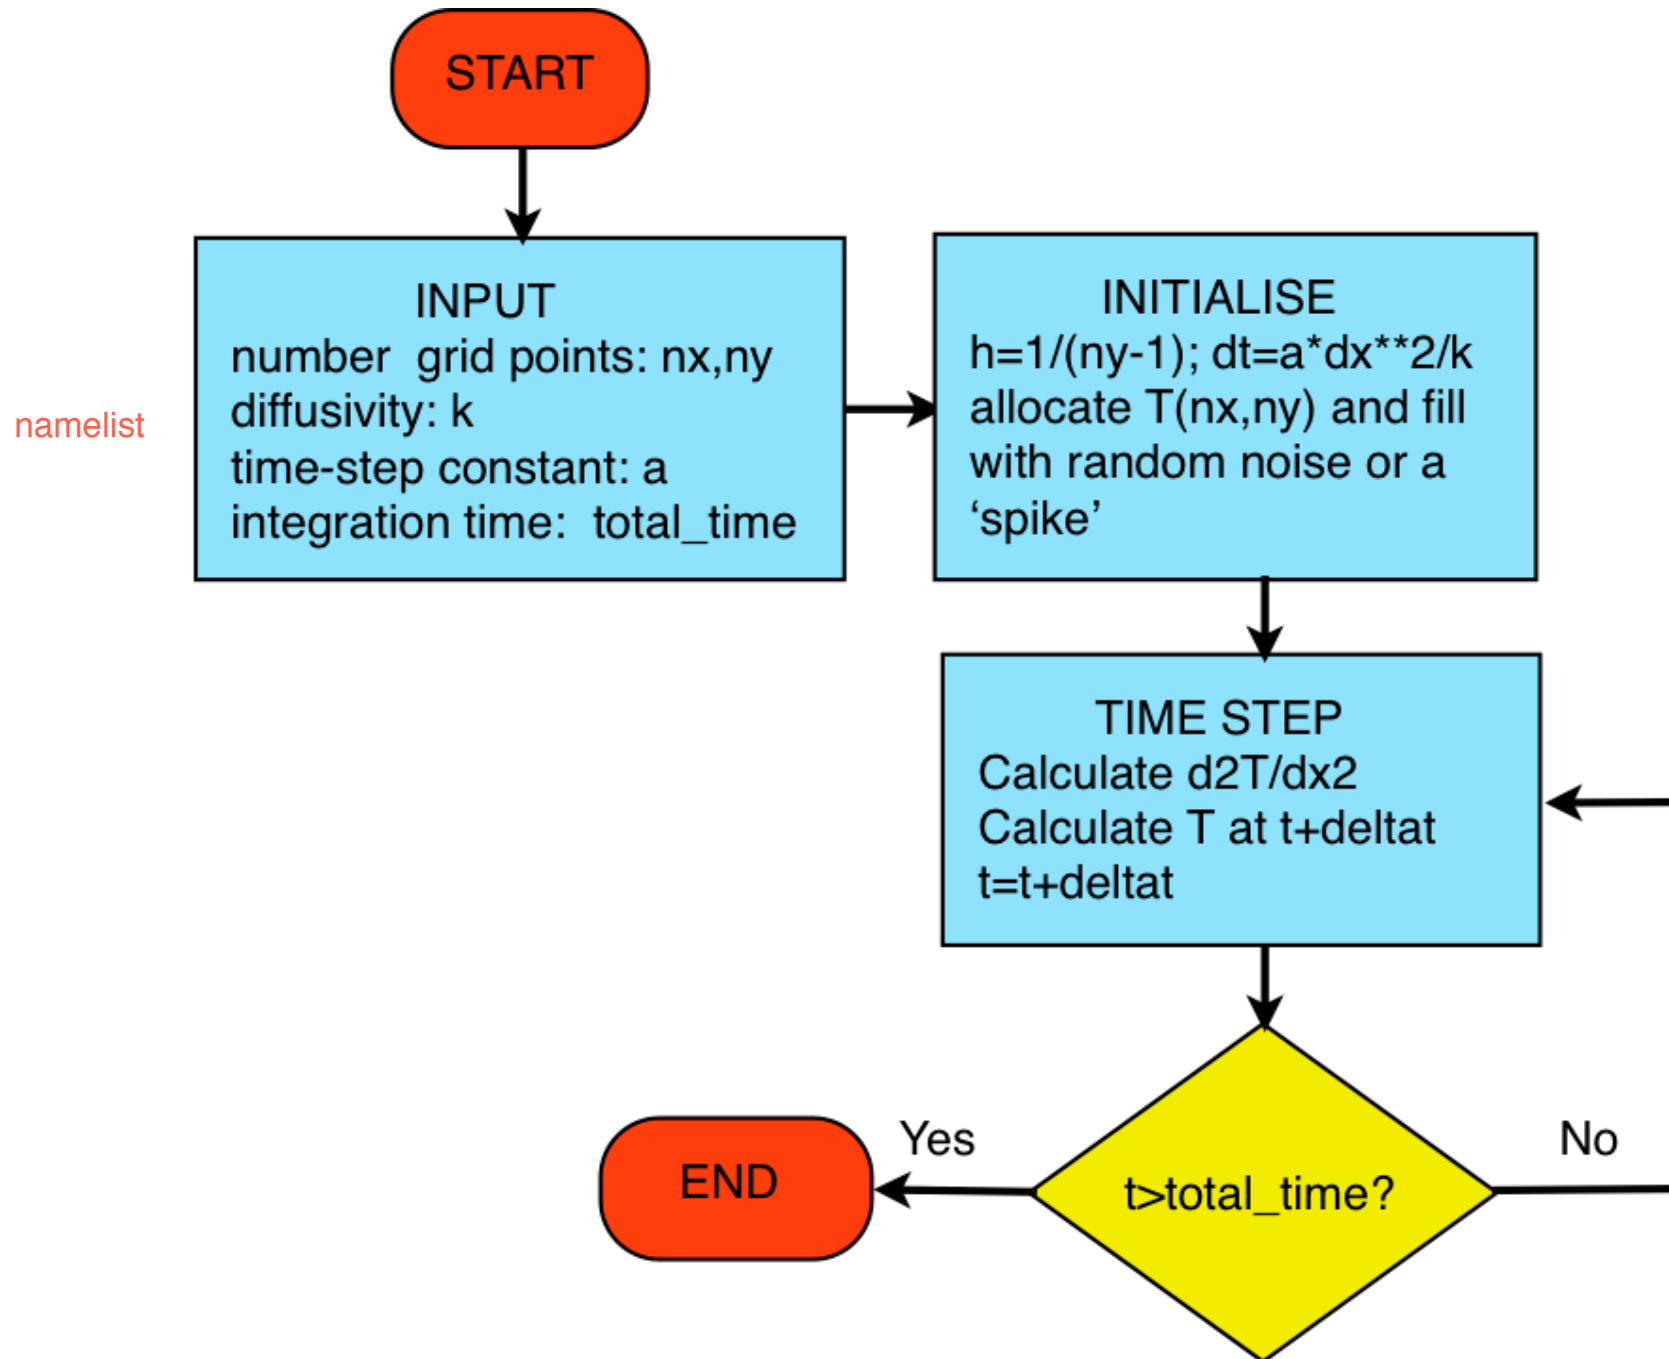 START
namelist
INPUT
number  grid points: nx,ny
diffusivity: k
time-step constant: a
integration time:  total_time
INITIALISE
h=1/(ny-1); dt=a*dx**2/k
allocate T(nx,ny) and fill
with random noise or a
‘spike’
TIME STEP
Calculate d2T/dx2
Calculate T at t+deltat
t=t+deltat
t>total_time?
Yes
No
END